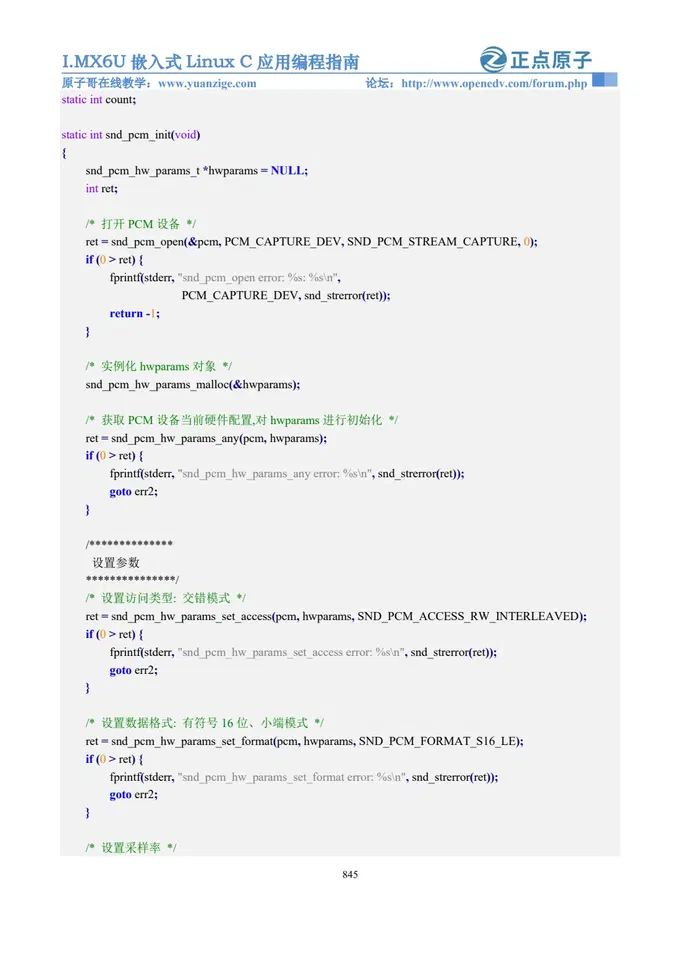 I.MX6U 嵌入式 Linux C 应用编程指南
正点原子
原子哥在线教学：www.yuanzige.com 论坛：http://www.openedv.com/forum.php
static int count;
static int snd_pcm_init(void)
{
snd_pcm_hw_params_t *hwparams = NULL;
int ret;
/* 打开 PCM 设备 */
ret = snd_pcm_open(&pcm, PCM_CAPTURE_DEV, SND_PCM_STREAM_CAPTURE, 0);
if (0 > ret) {
fprintf(stderr, "snd_pcm_open error: %s: %s\n",
PCM_CAPTURE_DEV, snd_strerror(ret));
return -1;
}
/* 实例化 hwparams 对象 */
snd_pcm_hw_params_malloc(&hwparams);
/* 获取 PCM 设备当前硬件配置,对 hwparams 进行初始化 */
ret = snd_pcm_hw_params_any(pcm, hwparams);
if (0 > ret) {
fprintf(stderr, "snd_pcm_hw_params_any error: %s\n", snd_strerror(ret));
goto err2;
}
/**************
设置参数
***************/
/* 设置访问类型: 交错模式 */
ret = snd_pcm_hw_params_set_access(pcm, hwparams, SND_PCM_ACCESS_RW_INTERLEAVED);
if (0 > ret) {
fprintf(stderr, "snd_pcm_hw_params_set_access error: %s\n", snd_strerror(ret));
goto err2;
}
/* 设置数据格式: 有符号 16 位、小端模式 */
ret = snd_pcm_hw_params_set_format(pcm, hwparams, SND_PCM_FORMAT_S16_LE);
if (0 > ret) {
fprintf(stderr, "snd_pcm_hw_params_set_format error: %s\n", snd_strerror(ret));
goto err2;
}
/* 设置采样率 */
845